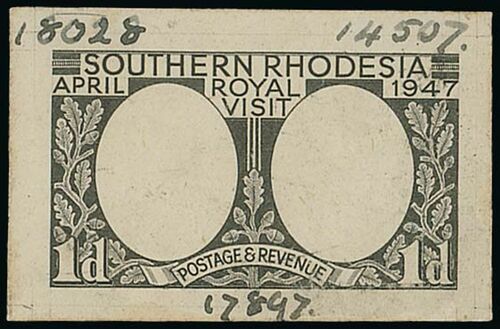 18028 14507.
SOUTHERN RHODESIA
APRIL ROYAL 1947
VISIT
1d POSTAGE & REVENUE 1d
17897.